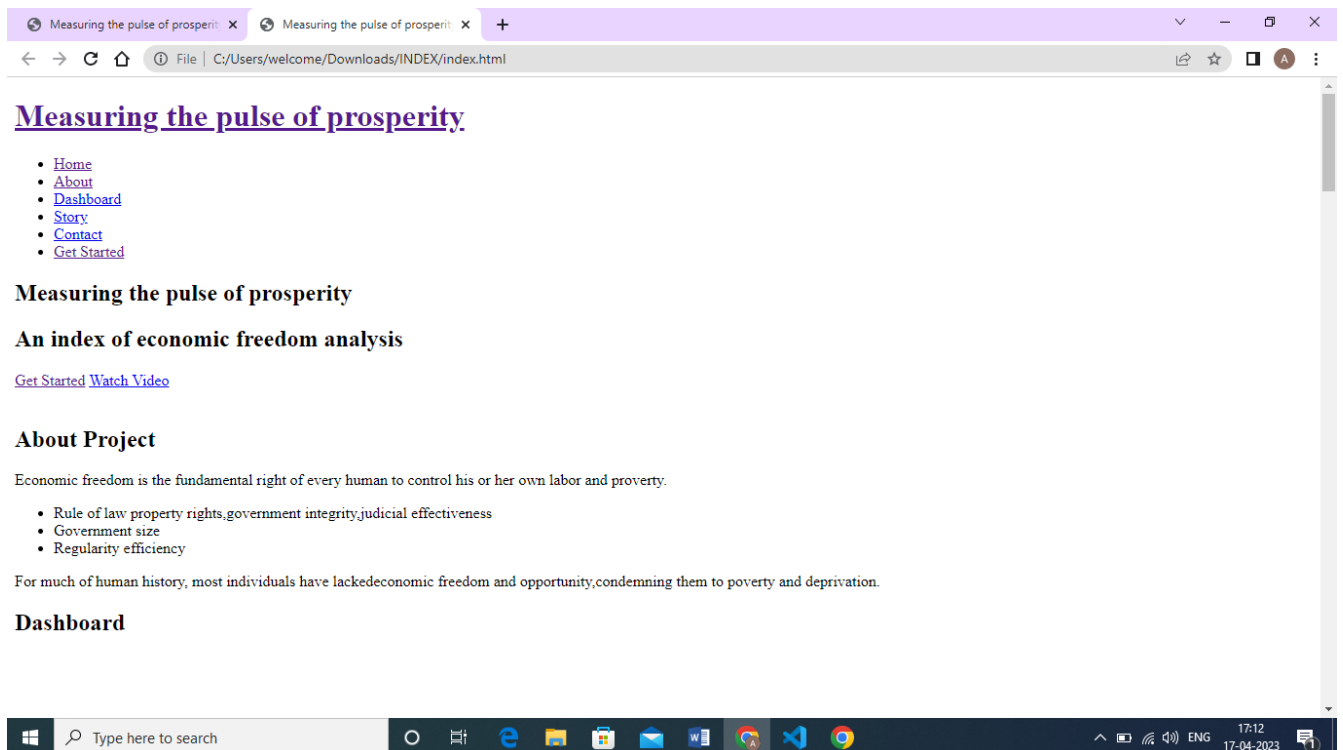 Measuring the pulse of prosperit
Measuring the pulse of prosperit
File | C:/Users/welcome/Downloads/INDEX/index.html
A
Measuring the pulse of prosperity
Home
About
Dashboard
Story
Contact
Get Started
Measuring the pulse of prosperity
An index of economic freedom analysis
Get Started Watch Video
About Project
Economic freedom is the fundamental right of every human to control his or her own labor and proverty.
Rule of law property rights,government integrity,judicial effectiveness
Government size
Regularity efficiency
For much of human history, most individuals have lackedeconomic freedom and opportunity,condemning them to poverty and deprivation.
Dashboard
Type here to search
ENG
17:12
17-04-2023
1